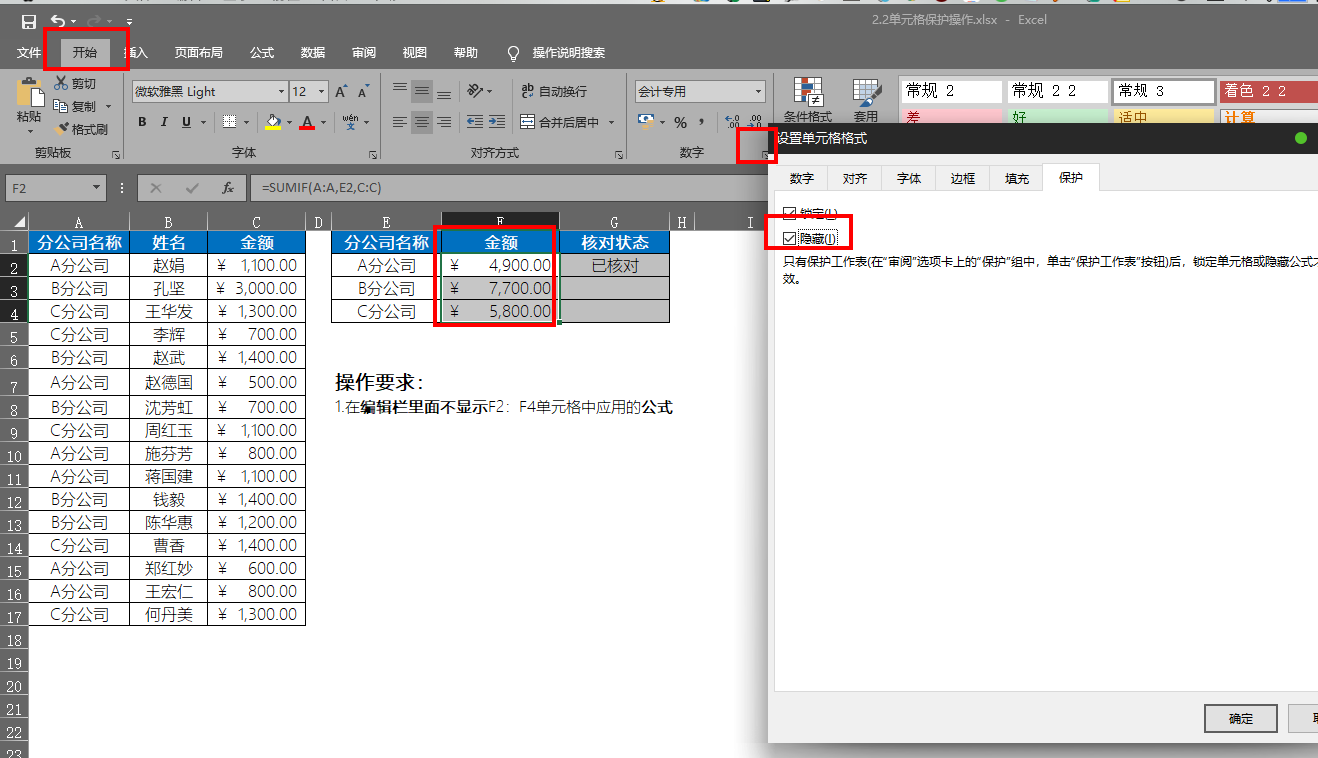 2.2单元格保护操作.xlsx - Excel
文件 开始 插入 页面布局 公式 数据 审阅 视图 帮助 操作说明搜索
剪切
复制
格式刷
粘贴
剪贴板
微软雅黑 Light 12 A A
B I U A wén 文
字体
ab 自动换行
合并后居中
对齐方式
会计专用
% ,
数字
条件格式 套用
常规 2 常规 2 2 常规 3 着色 2 2
差 好 适中 计算
F2 fx =SUMIF(A:A,E2,C:C)
A B C D E F G H I
1 分公司名称 姓名 金额 分公司名称 金额 核对状态
2 A分公司 赵娟 ¥ 1,100.00 A分公司 ¥ 4,900.00 已核对
3 B分公司 孔坚 ¥ 3,000.00 B分公司 ¥ 7,700.00
4 C分公司 王华发 ¥ 1,300.00 C分公司 ¥ 5,800.00
5 C分公司 李辉 ¥ 700.00
6 B分公司 赵武 ¥ 1,400.00
7 A分公司 赵德国 ¥ 500.00
8 B分公司 沈芳虹 ¥ 700.00
9 C分公司 周红玉 ¥ 1,100.00
10 A分公司 施芬芳 ¥ 800.00
11 A分公司 蒋国建 ¥ 1,100.00
12 B分公司 钱毅 ¥ 1,400.00
13 B分公司 陈华惠 ¥ 1,200.00
14 C分公司 曹香 ¥ 1,400.00
15 A分公司 郑红妙 ¥ 600.00
16 A分公司 王宏仁 ¥ 800.00
17 C分公司 何丹美 ¥ 1,300.00
18
19
20
21
22
23
操作要求：
1.在编辑栏里面不显示F2：F4单元格中应用的公式
设置单元格格式
数字 对齐 字体 边框 填充 保护
锁定(L)
隐藏(I)
只有保护工作表(在“审阅”选项卡上的“保护”组中，单击“保护工作表”按钮)后，锁定单元格或隐藏公式才
效。
确定